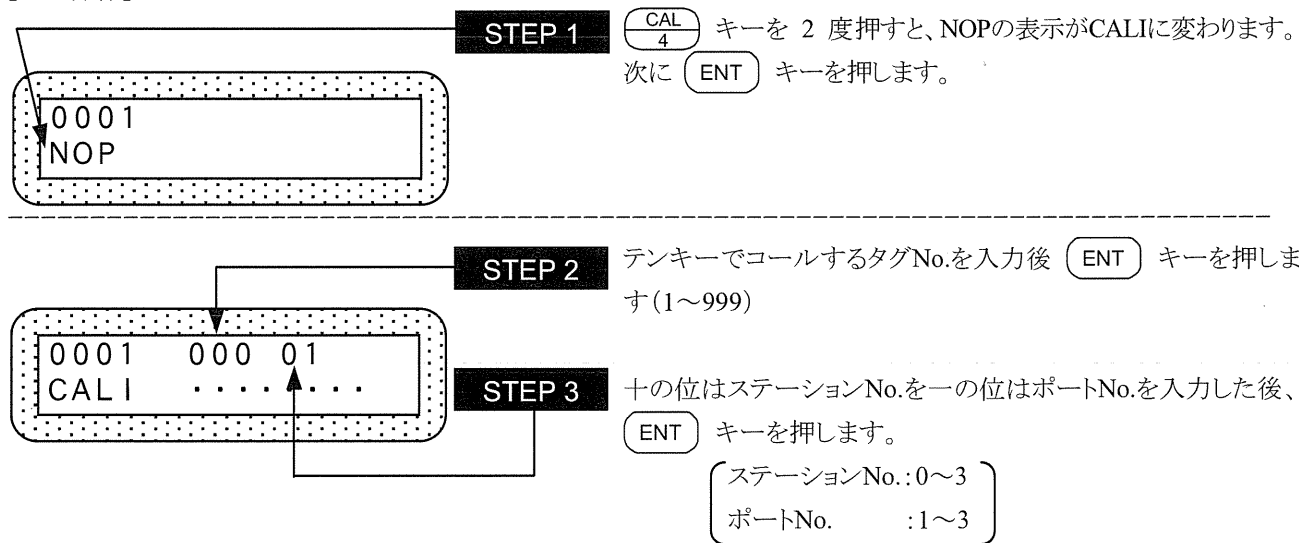 STEP 1 CAL 4 キーを 2 度押すと、NOPの表示がCALIに変わります。
次に ENT キーを押します。
0001
NOP
STEP 2 テンキーでコールするタグNo.を入力後 ENT キーを押しま
す(1～999)
0001 000 01
CALI ........
STEP 3 十の位はステーションNo.を一の位はポートNo.を入力した後、
ENT キーを押します。
ステーションNo.:0～3
ポートNo. :1～3